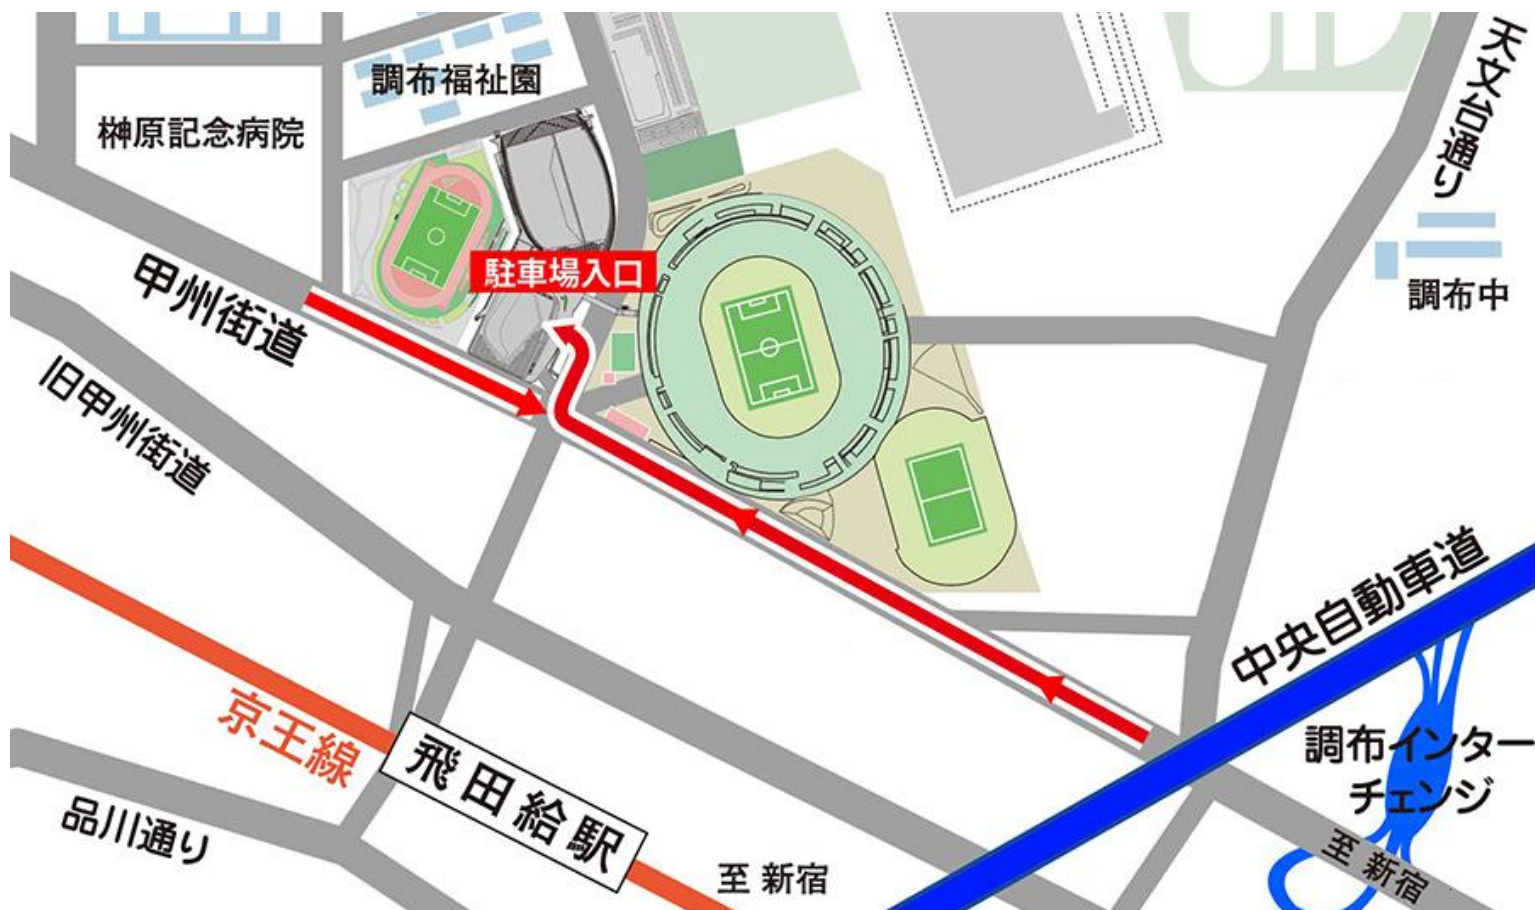 調布福祉園
榊原記念病院
天文台通り
駐車場入口
調布中
甲州街道
旧甲州街道
中央自動車道
京王線
飛田給駅
調布インター
チェンジ
品川通り
至 新宿
至 新宿